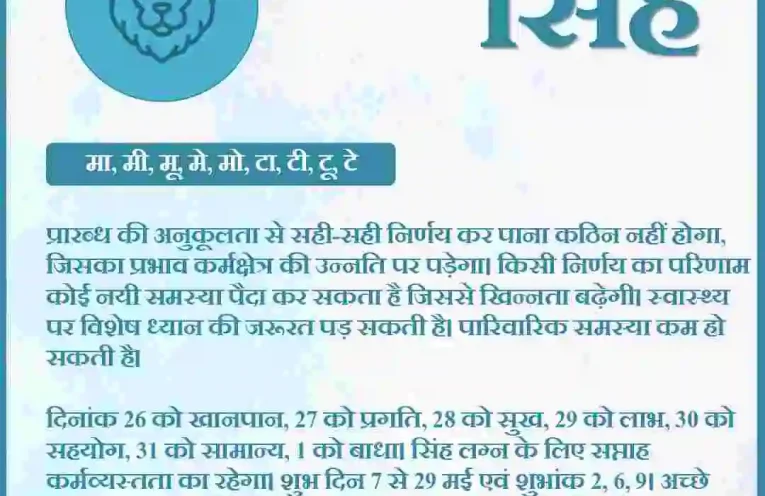 सिंह
मा, मी, मू, मे, मो, टा, टी, टू, टे
प्रारब्ध की अनुकूलता से सही-सही निर्णय कर पाना कठिन नहीं होगा,
जिसका प्रभाव कर्मक्षेत्र की उन्नति पर पड़ेगा। किसी निर्णय का परिणाम
कोई नयी समस्या पैदा कर सकता है जिससे खिन्नता बढ़ेगी। स्वास्थ्य
पर विशेष ध्यान की जरूरत पड़ सकती है। पारिवारिक समस्या कम हो
सकती है।
दिनांक 26 को खानपान, 27 को प्रगति, 28 को सुख, 29 को लाभ, 30 को
सहयोग, 31 को सामान्य, 1 को बाधा। सिंह लग्न के लिए सप्ताह
कर्मव्यस्तता का रहेगा। शुभ दिन 7 से 29 मई एवं शुभांक 2, 6, 9। अच्छे